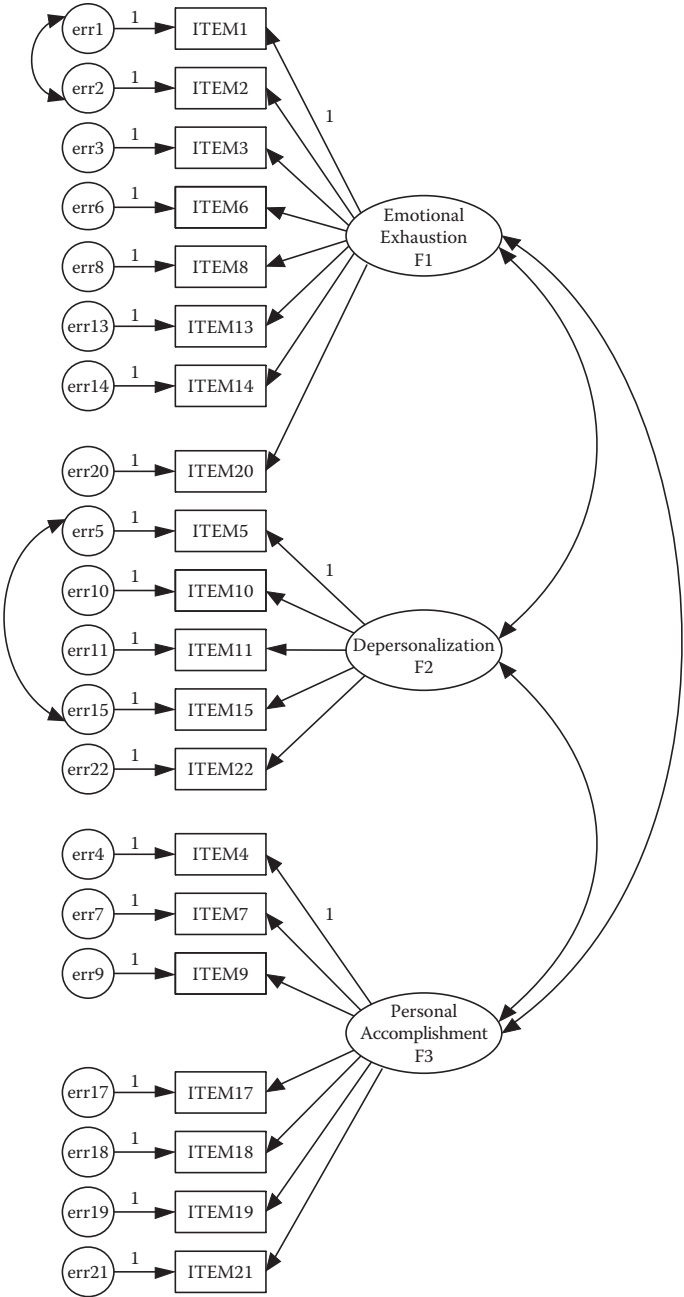 err1 1 ITEM1
err2 1 ITEM2
1
err3 1 ITEM3
err6 1 ITEM6
Emotional
Exhaustion
F1
err8 1 ITEM8
err13 1 ITEM13
err14 1 ITEM14
err20 1 ITEM20
err5 1 ITEM5
1
err10 1 ITEM10
err11 1 ITEM11
Depersonalization
F2
err15 1 ITEM15
err22 1 ITEM22
err4 1 ITEM4
err7 1 ITEM7
1
err9 1 ITEM9
Personal
Accomplishment
F3
err17 1 ITEM17
err18 1 ITEM18
err19 1 ITEM19
err21 1 ITEM21